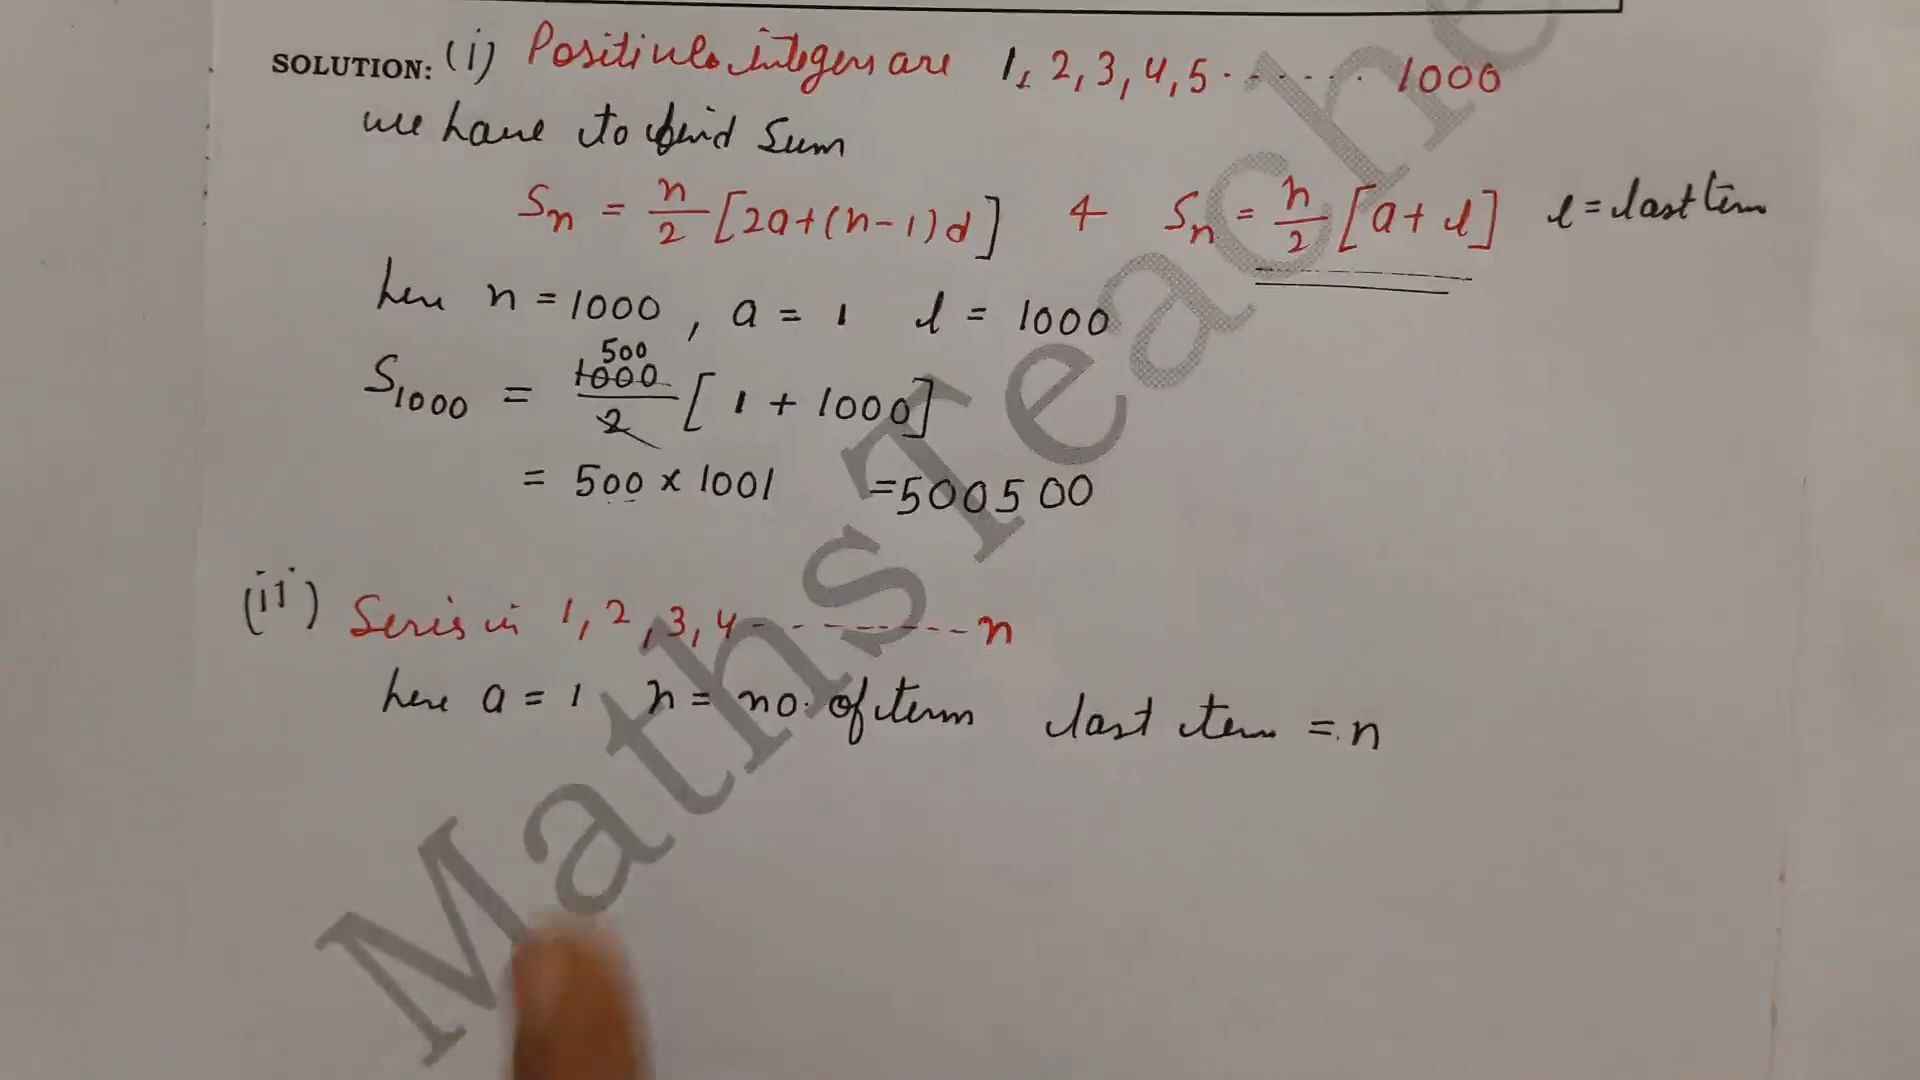 SOLUTION: (i) Positive integers are 1, 2, 3, 4, 5 ...... 1000
we have to find Sum
Sn = n/2 [2a+(n-1)d] & Sn = n/2 [a+l] l = last term
here n = 1000, a = 1 l = 1000
S1000 = 500 1000/2 [1 + 1000]
= 500 x 1001 = 500500
(ii) Series is 1, 2, 3, 4 --------- n
here a = 1 n = no. of term last term = n
Maths Teache